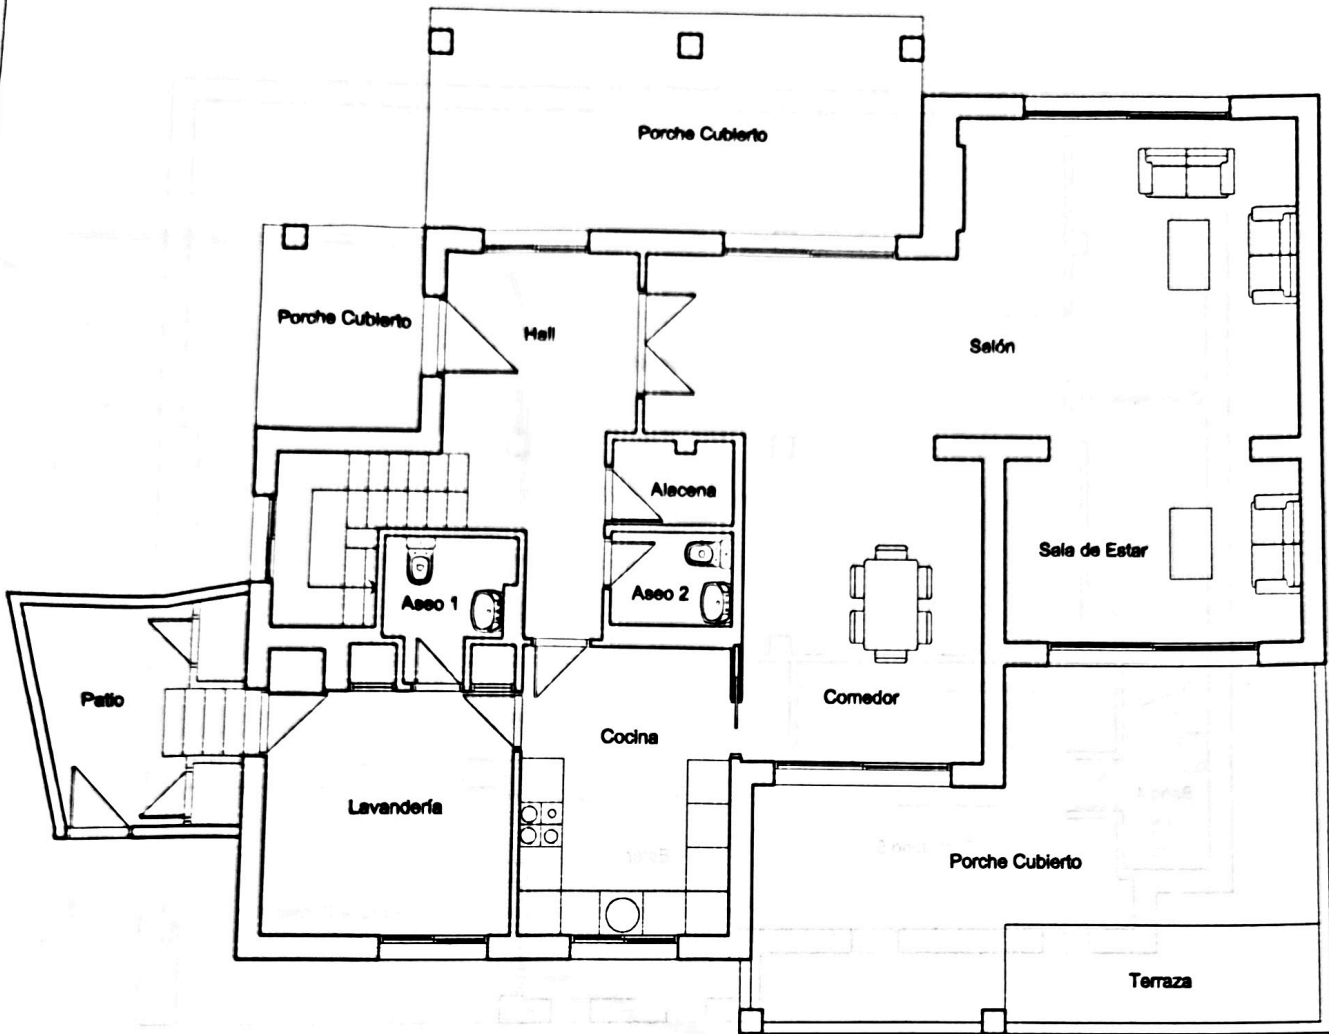 Porche Cubierto
Porche Cubierto
Hall
Salón
Alacena
Sala de Estar
Aseo 1
Aseo 2
Patio
Comedor
Cocina
Lavandería
Porche Cubierto
Terraza